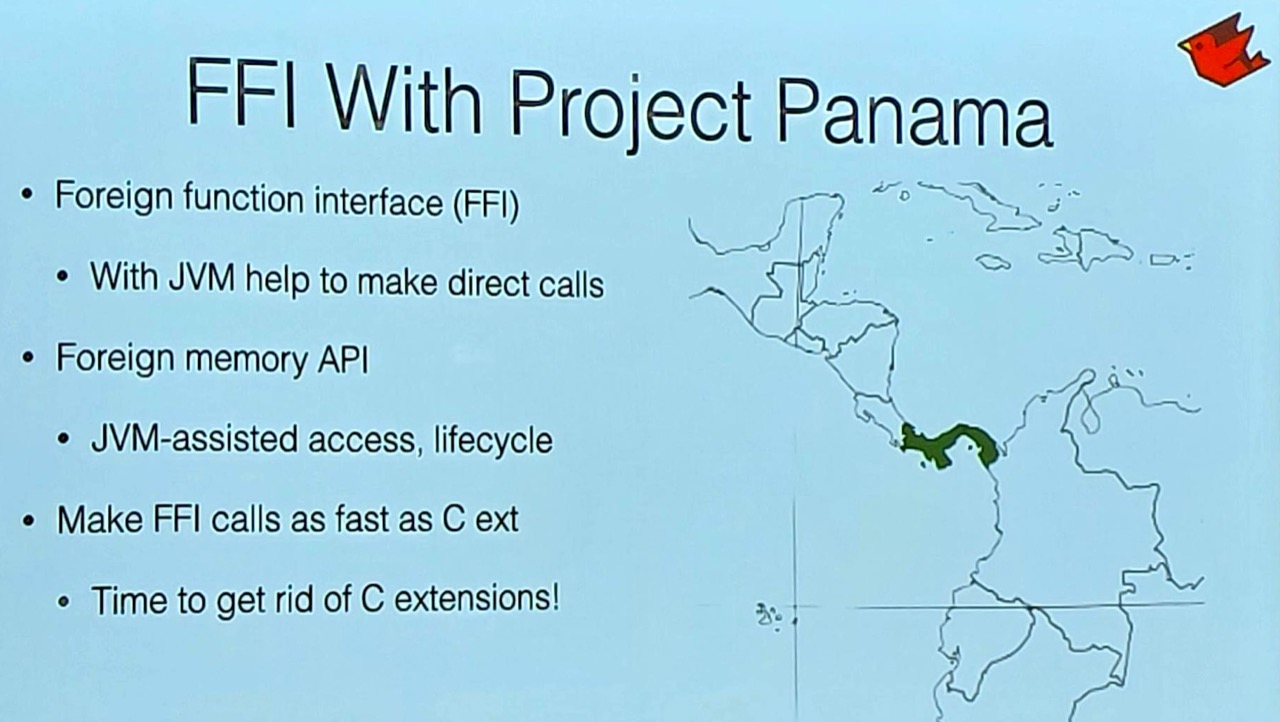 FFI With Project Panama
• Foreign function interface (FFI)
• With JVM help to make direct calls
• Foreign memory API
• JVM-assisted access, lifecycle
• Make FFI calls as fast as C ext
• Time to get rid of C extensions!